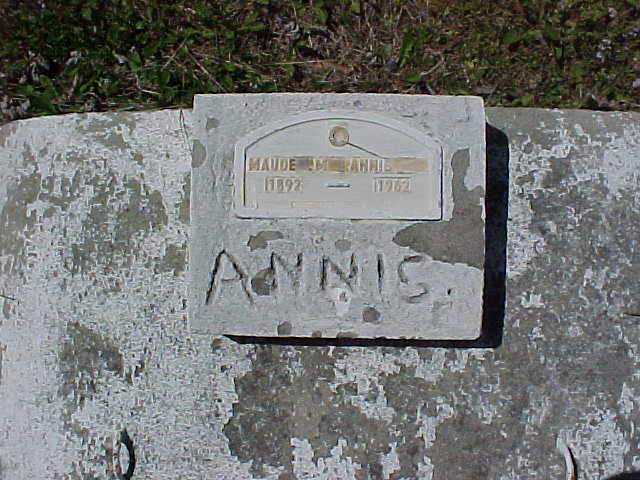 MAUDE M ANNIS
1892 — 1962
ANNIS.